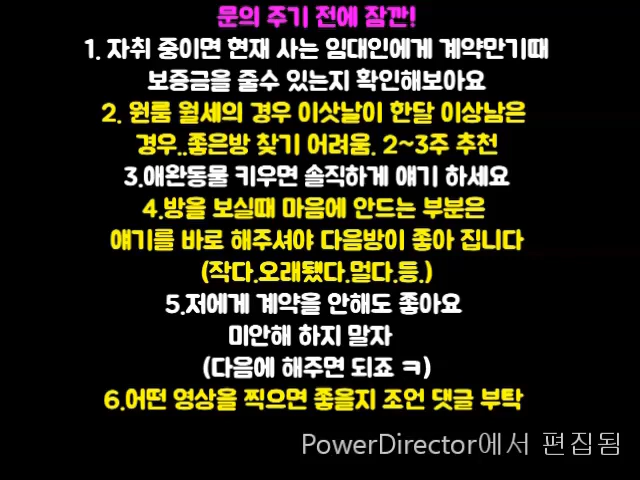 문의 주기 전에 잠깐!
1. 자취 중이면 현재 사는 임대인에게 계약만기때
보증금을 줄수 있는지 확인해보아요
2. 원룸 월세의 경우 이삿날이 한달 이상남은
경우..좋은방 찾기 어려움. 2~3주 추천
3.애완동물 키우면 솔직하게 얘기 하세요
4.방을 보실때 마음에 안드는 부분은
얘기를 바로 해주셔야 다음방이 좋아 집니다
(작다.오래됐다.멀다.등.)
5.저에게 계약을 안해도 좋아요
미안해 하지 말자
(다음에 해주면 되죠 ㅋ)
6.어떤 영상을 찍으면 좋을지 조언 댓글 부탁
PowerDirector에서 편집됨